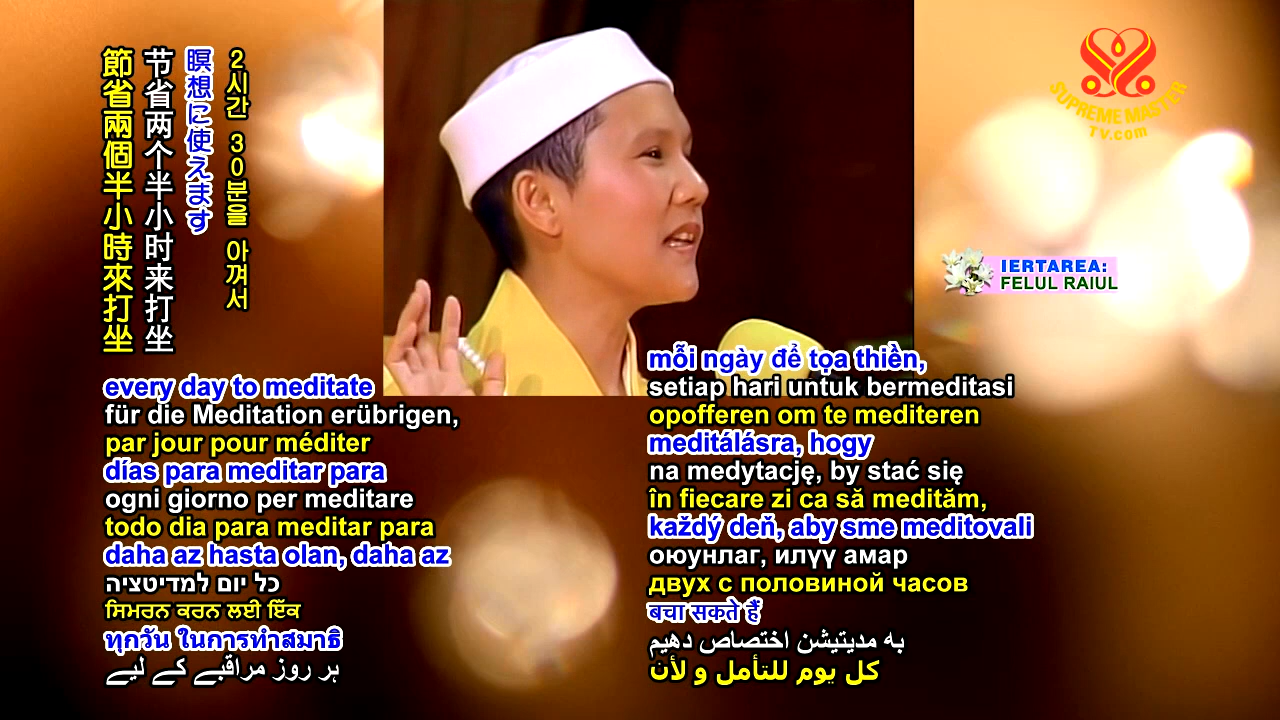 2시간 30분을 아껴서
瞑想に使えます
节省两个半小时来打坐
節省兩個半小時來打坐
SUPREME MASTER
TV.com
IERTAREA:
FELUL RAIUL
every day to meditate
für die Meditation erübrigen,
par jour pour méditer
días para meditar para
ogni giorno per meditare
todo dia para meditar para
daha az hasta olan, daha az
כל יום למדיטציה
ਸਿਮਰਨ ਕਰਨ ਲਈ ਇੱਕ
ทุกวัน ในการทำสมาธิ
ہر روز مراقبے کے لیے
mỗi ngày để tọa thiền,
setiap hari untuk bermeditasi
opofferen om te mediteren
meditálásra, hogy
na medytację, by stać się
în fiecare zi ca să medităm,
každý deň, aby sme meditovali
оюунлаг, илүү амар
двух с половиной часов
बचा सकते हैं
به مدیتیشن اختصاص دهیم
كل يوم للتأمل و لأن